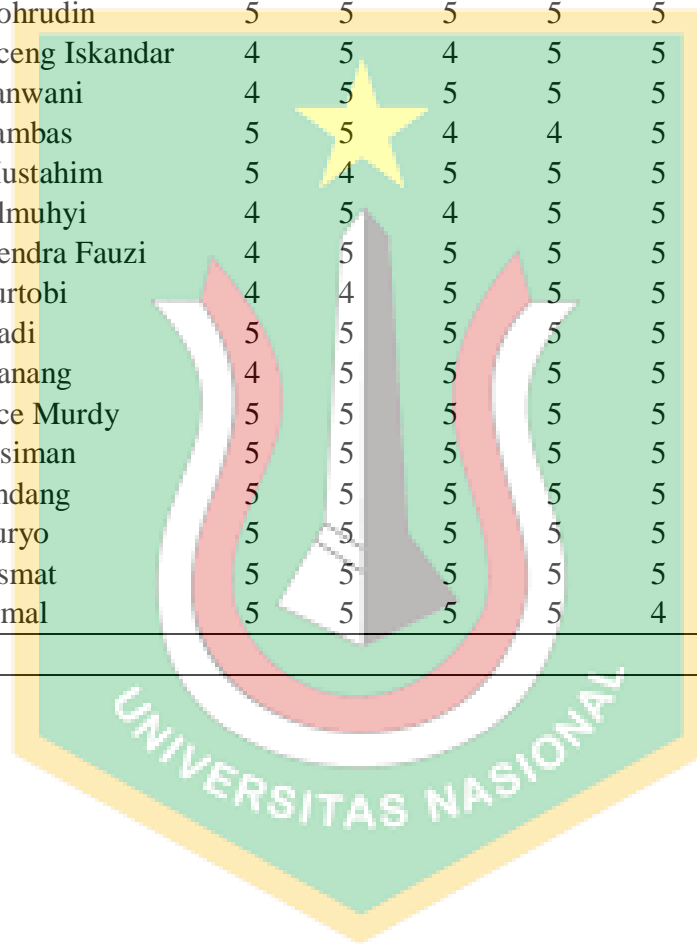 ohrudin 5 5 5 5 5
ceng Iskandar 4 5 4 5 5
anwani 4 5 5 5 5
ambas 5 5 4 4 5
ustahim 5 4 5 5 5
lmuhyi 4 5 4 5 5
endra Fauzi 4 5 5 5 5
urtobi 4 4 5 5 5
adi 5 5 5 5 5
anang 4 5 5 5 5
ce Murdy 5 5 5 5 5
siman 5 5 5 5 5
ndang 5 5 5 5 5
uryo 5 5 5 5 5
smat 5 5 5 5 5
mal 5 5 5 5 4
UNIVERSITAS NASIONAL